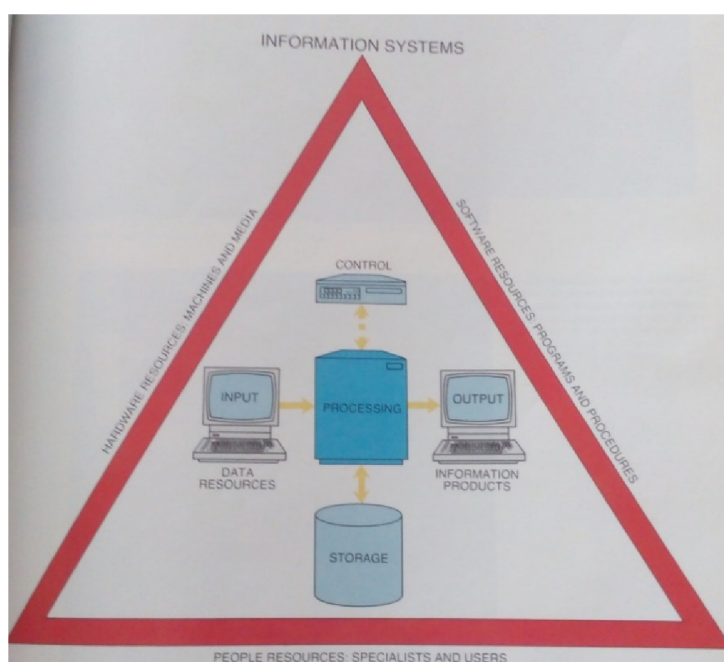 INFORMATION SYSTEMS
HARDWARE RESOURCES: MACHINES AND MEDIA
SOFTWARE RESOURCES: PROGRAMS AND PROCEDURES
CONTROL
INPUT
PROCESSING
OUTPUT
DATA
RESOURCES
INFORMATION
PRODUCTS
STORAGE
PEOPLE RESOURCES: SPECIALISTS AND USERS